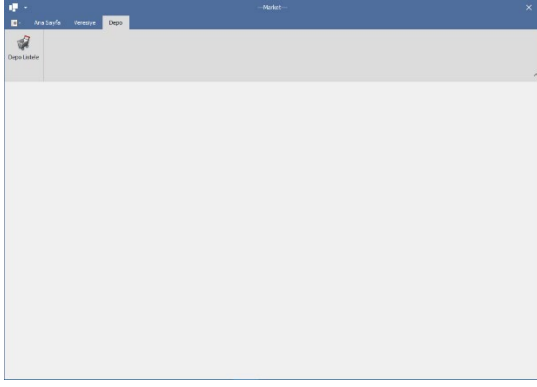 ---Market---
Ana Sayfa Veresiye Depo
Depo Listele